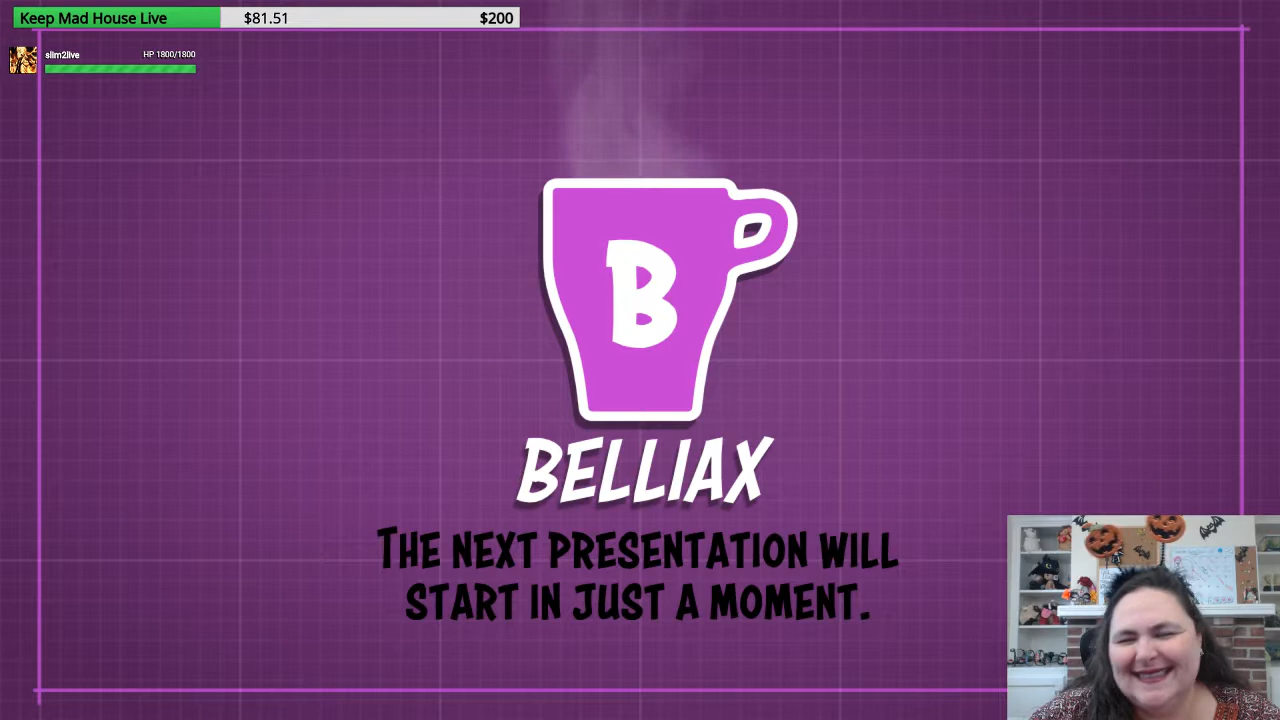 Keep Mad House Live $81.51 $200
slim2live HP 1800/1800
B
BELLIAX
THE NEXT PRESENTATION WILL
START IN JUST A MOMENT.